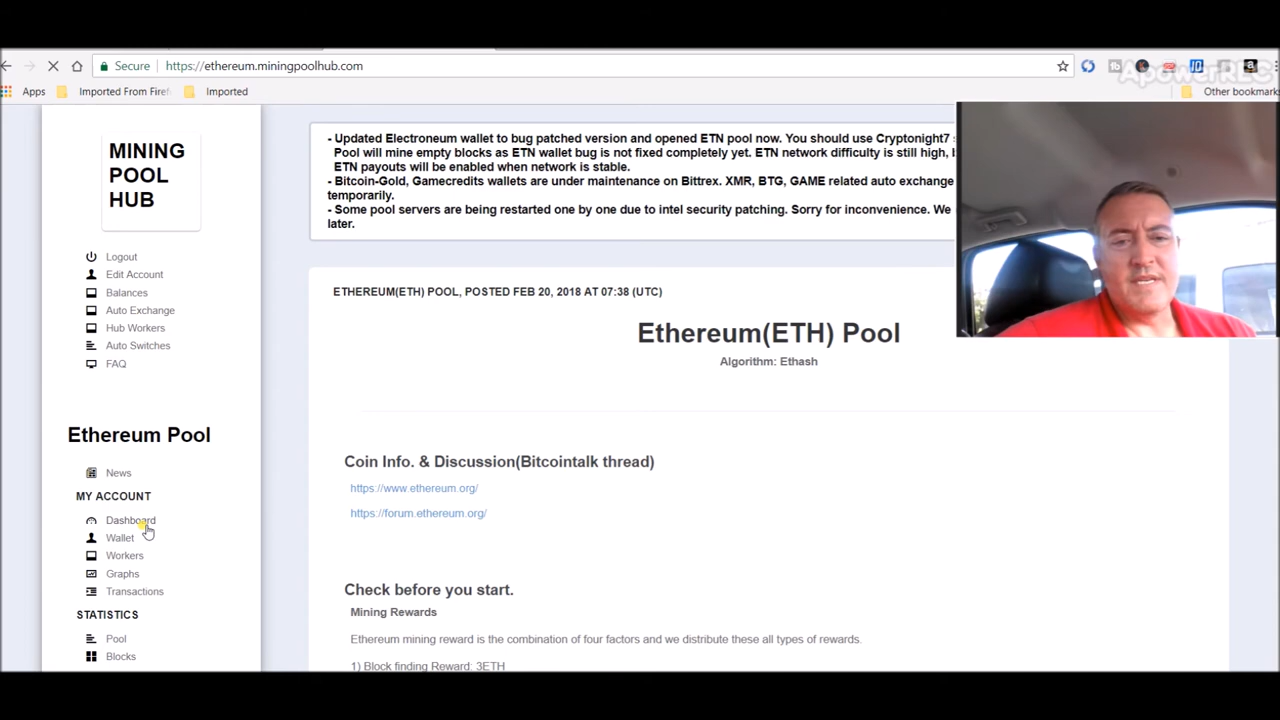 Secure
https://ethereum.miningpoolhub.com
ApowerREC
Apps
Imported From Firef
Imported
Other bookmark
MINING
POOL
HUB
Logout
Edit Account
Balances
Auto Exchange
Hub Workers
Auto Switches
FAQ
Ethereum Pool
News
MY ACCOUNT
Dashboard
Wallet
Workers
Graphs
Transactions
STATISTICS
Pool
Blocks
- Updated Electroneum wallet to bug patched version and opened ETN pool now. You should use Cryptonight7
Pool will mine empty blocks as ETN wallet bug is not fixed completely yet. ETN network difficulty is still high,
ETN payouts will be enabled when network is stable.
- Bitcoin-Gold, Gamecredits wallets are under maintenance on Bittrex. XMR, BTG, GAME related auto exchange
temporarily.
- Some pool servers are being restarted one by one due to intel security patching. Sorry for inconvenience. We
later.
ETHEREUM(ETH) POOL, POSTED FEB 20, 2018 AT 07:38 (UTC)
Ethereum(ETH) Pool
Algorithm: Ethash
Coin Info. & Discussion(Bitcointalk thread)
https://www.ethereum.org/
https://forum.ethereum.org/
Check before you start.
Mining Rewards
Ethereum mining reward is the combination of four factors and we distribute these all types of rewards.
1) Block finding Reward: 3ETH